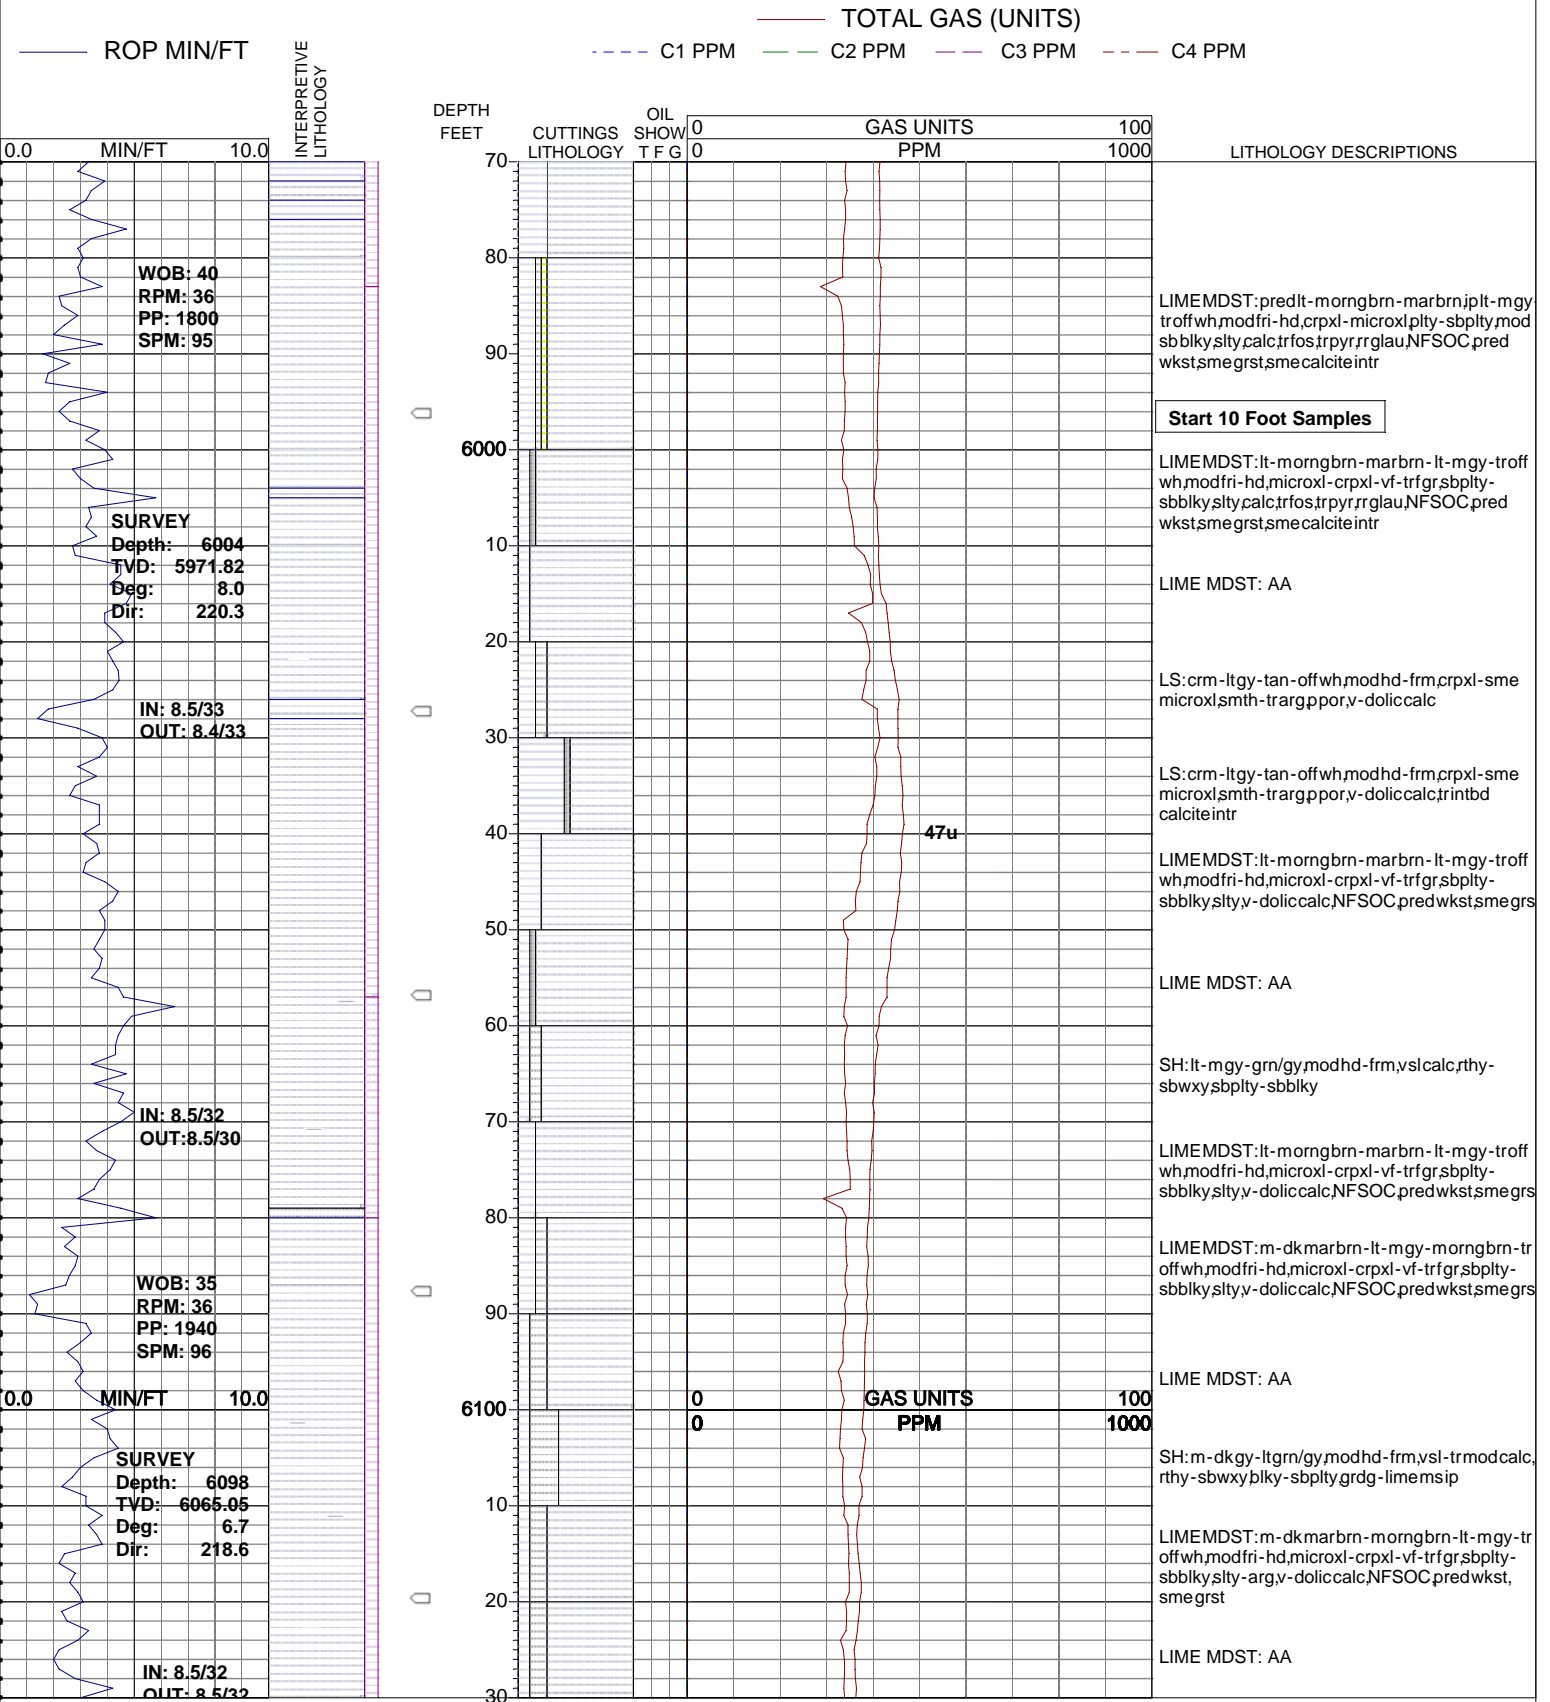 TOTAL GAS (UNITS)
ROP MIN/FT
C1 PPM C2 PPM C3 PPM C4 PPM
INTERPRETIVE
LITHOLOGY
DEPTH
FEET
CUTTINGS
LITHOLOGY
OIL
SHOW
T F G
0 GAS UNITS 100
0 PPM 1000
0.0 MIN/FT 10.0
LITHOLOGY DESCRIPTIONS
70
80
WOB: 40
RPM: 36
PP: 1800
SPM: 95
LIMEMDST:predlt-morngbrn-marbrn,iplt-mgy
troffwh,modfri-hd,crpxl-microxl,plty-sbplty,mod
sbblky,slty,calc,trfos,trpyr,rrglau,NFSOC,pred
wkst,smegrst,smecalciteintr
90
Start 10 Foot Samples
6000
LIMEMDST:lt-morngbrn-marbrn-lt-mgy-troff
wh,modfri-hd,microxl-crpxl-vf-trfgr,sbplty-
sbblky,slty,calc,trfos,trpyr,rrglau,NFSOC,pred
wkst,smegrst,smecalciteintr
SURVEY
Depth: 6004
TVD: 5971.82
Deg: 8.0
Dir: 220.3
10
LIME MDST: AA
20
LS:crm-ltgy-tan-offwh,modhd-frm,crpxl-sme
microxl,smth-trarg,ppor,v-doliccalc
IN: 8.5/33
OUT: 8.4/33
30
LS:crm-ltgy-tan-offwh,modhd-frm,crpxl-sme
microxl,smth-trarg,ppor,v-doliccalc,trintbd
calciteintr
40
47u
LIMEMDST:lt-morngbrn-marbrn-lt-mgy-troff
wh,modfri-hd,microxl-crpxl-vf-trfgr,sbplty-
sbblky,slty,v-doliccalc,NFSOC,predwkst,smegrs
50
LIME MDST: AA
60
SH:lt-mgy-grn/gy,modhd-frm,vslcalc,rthy-
sbwxy,sbplty-sbblky
IN: 8.5/32
OUT:8.5/30
70
LIMEMDST:lt-morngbrn-marbrn-lt-mgy-troff
wh,modfri-hd,microxl-crpxl-vf-trfgr,sbplty-
sbblky,slty,v-doliccalc,NFSOC,predwkst,smegrs
80
LIMEMDST:m-dkmarbrn-lt-mgy-morngbrn-tr
offwh,modfri-hd,microxl-crpxl-vf-trfgr,sbplty-
sbblky,slty,v-doliccalc,NFSOC,predwkst,smegrs
WOB: 35
RPM: 36
PP: 1940
SPM: 96
90
LIME MDST: AA
0.0 MIN/FT 10.0
6100
0 GAS UNITS 100
0 PPM 1000
SH:m-dkgy-ltgrn/gy,modhd-frm,vsl-trmodcalc,
rthy-sbwxy,blky-sbplty,grdg-limemsip
SURVEY
Depth: 6098
TVD: 6065.05
Deg: 6.7
Dir: 218.6
10
LIMEMDST:m-dkmarbrn-morngbrn-lt-mgy-tr
offwh,modfri-hd,microxl-crpxl-vf-trfgr,sbplty-
sbblky,slty-arg,v-doliccalc,NFSOC,predwkst,
smegrst
20
LIME MDST: AA
IN: 8.5/32
OUT: 8.5/32
30